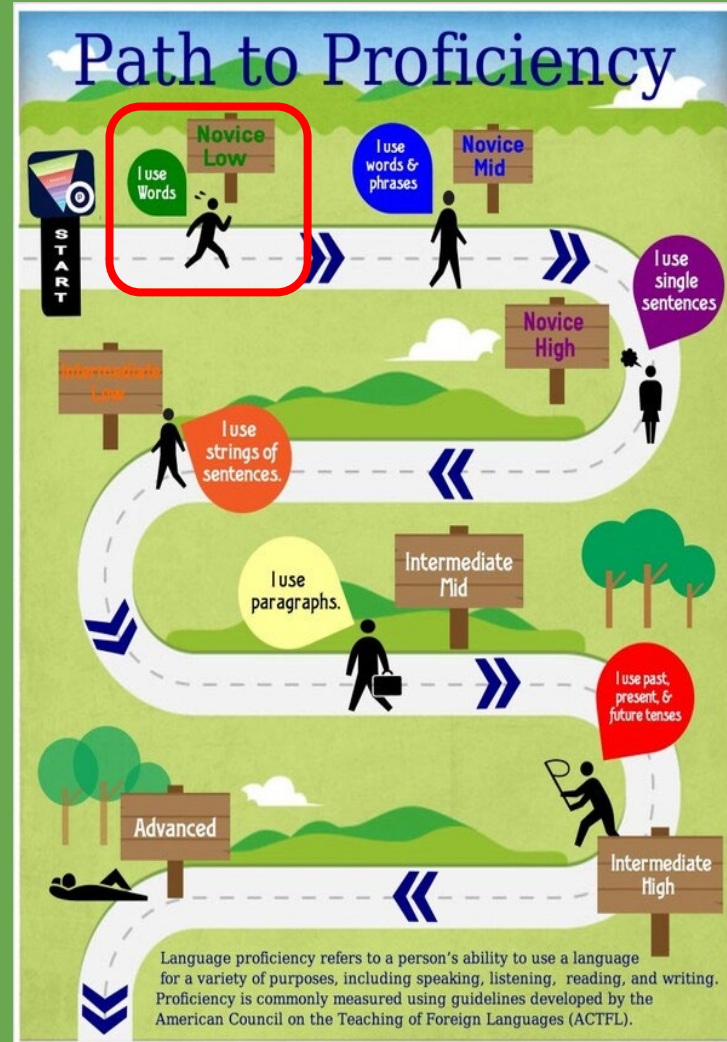 Path to Proficiency
Novice
Low
I use
Words
I use
words &
phrases
Novice
Mid
START
I use
single
sentences
Novice
High
Intermediate
Low
I use
strings of
sentences.
Intermediate
Mid
I use
paragraphs.
I use past,
present, &
future tenses
Advanced
Intermediate
High
Language proficiency refers to a person's ability to use a language
for a variety of purposes, including speaking, listening, reading, and writing.
Proficiency is commonly measured using guidelines developed by the
American Council on the Teaching of Foreign Languages (ACTFL).